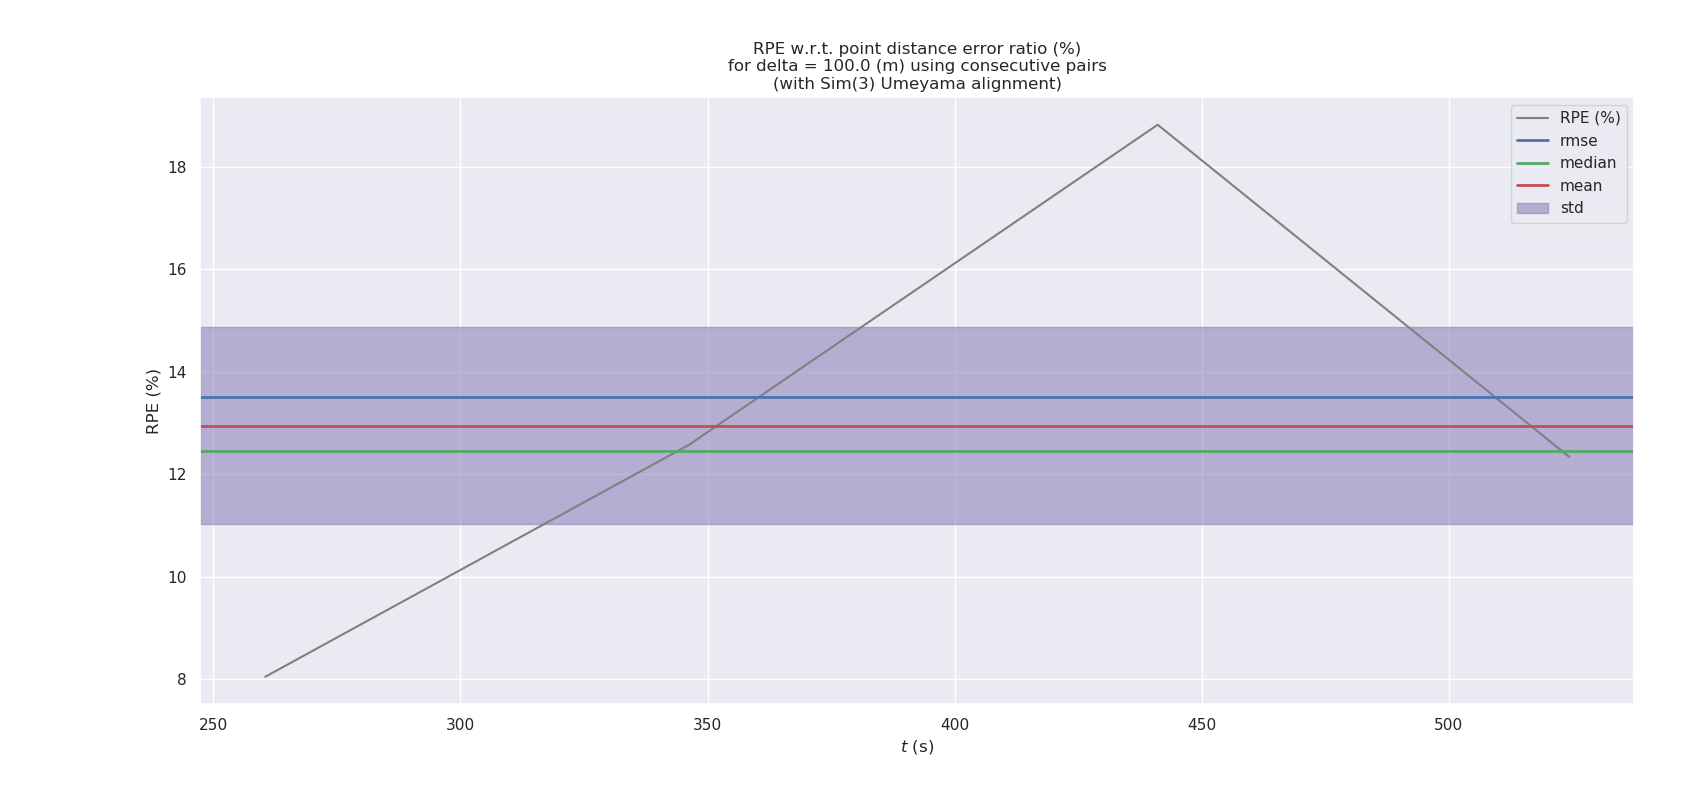 RPE w.r.t. point distance error ratio (%)
for delta = 100.0 (m) using consecutive pairs
(with Sim(3) Umeyama alignment)
RPE (%)
rmse
median
mean
std
18
16
14
12
10
8
RPE (%)
250
300
350
400
450
500
t (s)